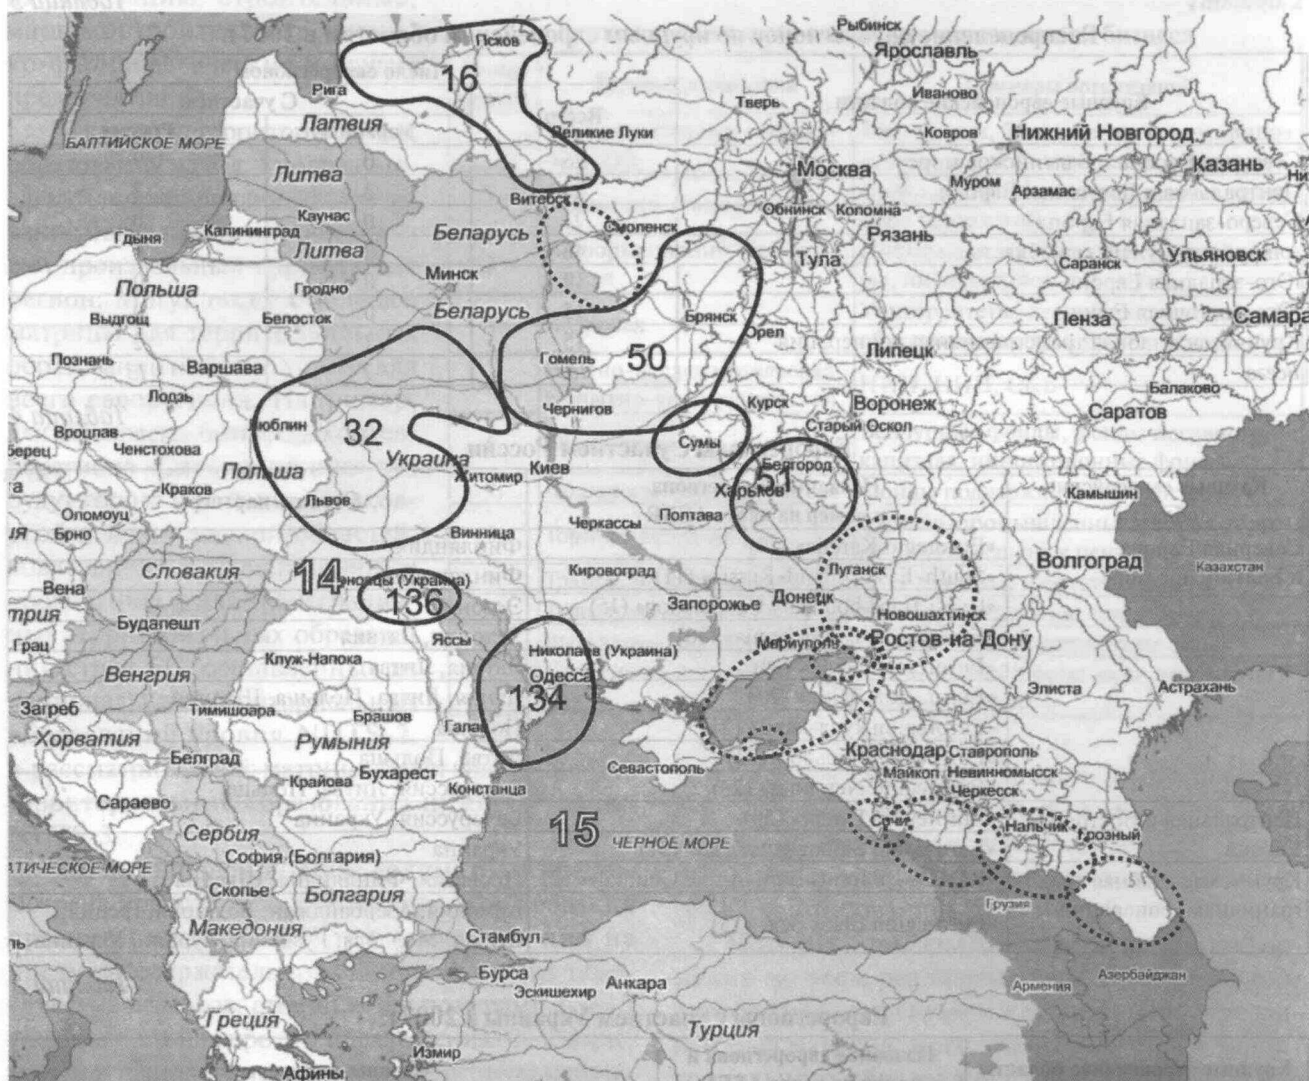 Рыбинск
Псков
Ярославль
16
Рига
Тверь
Иваново
Латвия
Великие Луки
Ковров
Нижний Новгород
БАЛТИЙСКОЕ МОРЕ
Москва
Казань
Литва
Муром
Арзамас
Витебск
Каунас
Обнинск
Коломна
Гдыня
Калининград
Беларусь
Смоленск
Рязань
Литва
Тула
Саранск
Ульяновск
Минск
Польша
Гродно
Выдгощ
Белосток
Беларусь
Брянск
Орел
Пенза
Самара
Познань
Варшава
Гомель
50
Липецк
Балаково
Лодзь
Чернигов
Курск
Воронеж
Саратов
Люблин
32
Старый Оскол
Вроцлав
Ченстохова
Сумы
Польша
Украина
Киев
Белгород
51
Житомир
Харьков
Камышин
Краков
Львов
Оломоуц
Полтава
Брно
Винница
Черкассы
Волгоград
Казахстан
Словакия
14
новцы (Украина)
Кировоград
Луганск
Вена
136
Запорожье
Донецк
Новошахтинск
Будапешт
Грац
Яссы
Мариуполь
Ростов-на-Дону
Клуж-Напока
Николаев (Украина)
Венгрия
Одесса
134
Элиста
Астрахань
Загреб
Тимишоара
Брашов
Галац
Хорватия
Румыния
Краснодар
Ставрополь
Белград
Севастополь
Бухарест
Майкоп
Невинномысск
Крайова
Констанца
Черкесск
Сараево
Сочи
Нальчик
Грозный
Сербия
15
ЧЕРНОЕ МОРЕ
София (Болгария)
АТИЧЕСКОЕ МОРЕ
Скопье
Болгария
Грузия
Македония
Стамбул
Бурса
Азербайджан
Эскишехир
Анкара
Армения
Греция
Турция
Измир
Афины